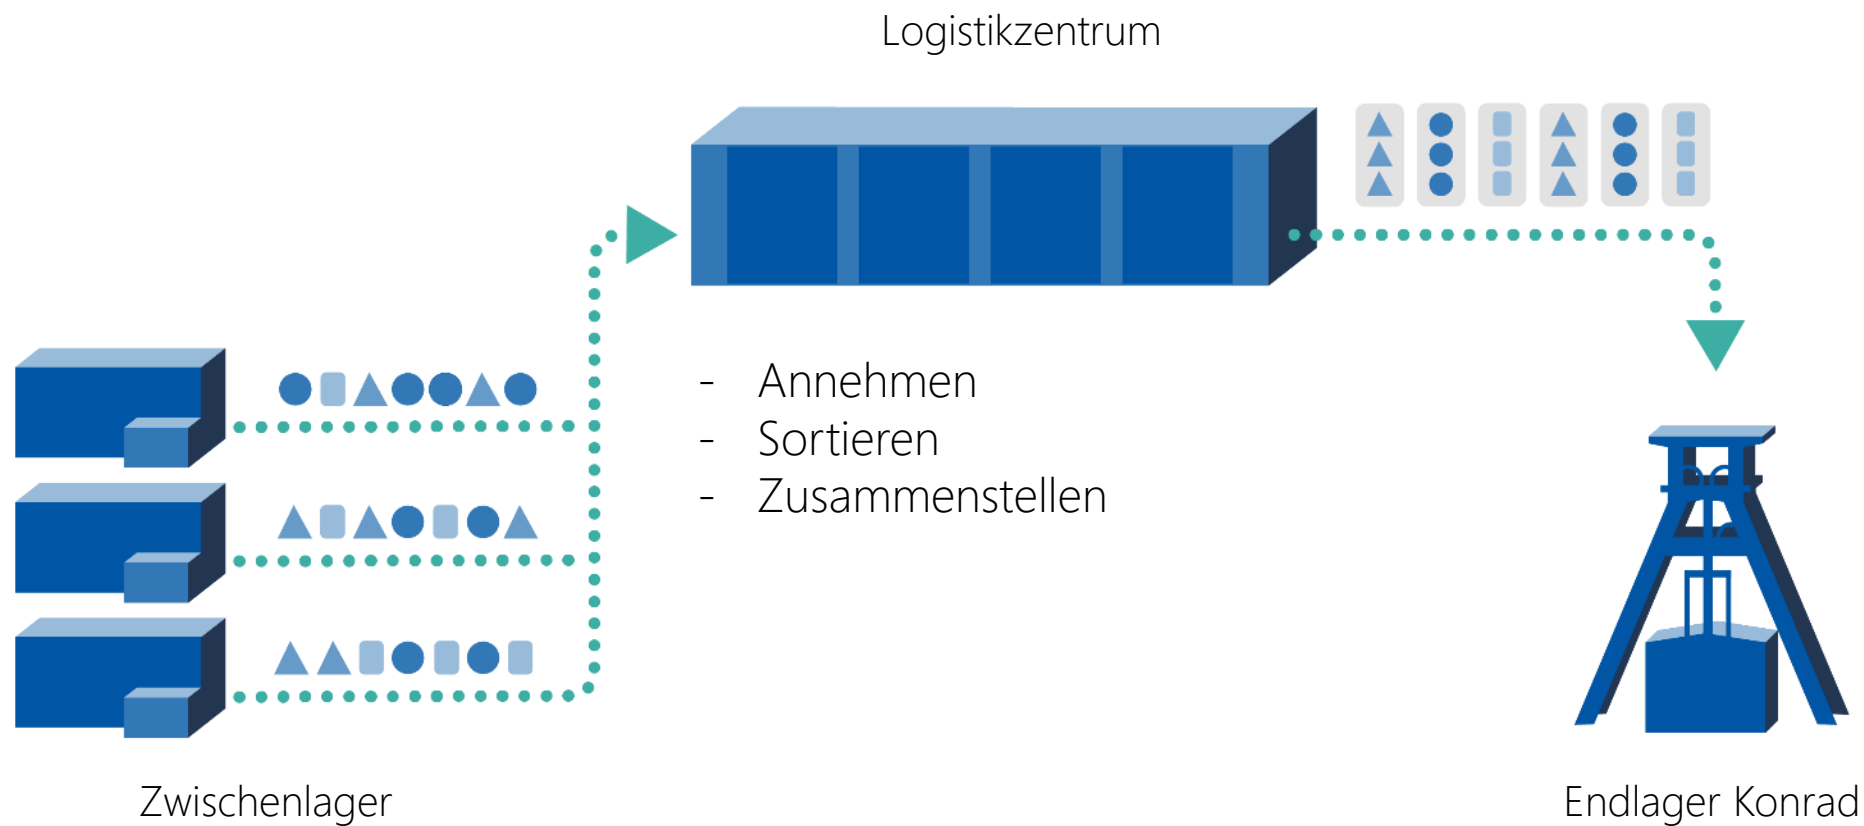 Logistikzentrum
- Annehmen
- Sortieren
- Zusammenstellen
Zwischenlager
Endlager Konrad